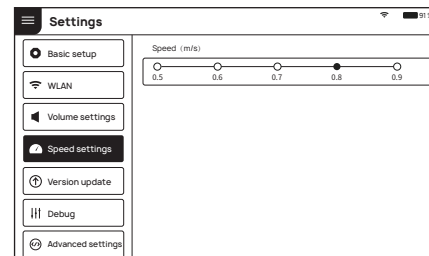 Settings
91
Basic setup
WLAN
Volume settings
Speed settings
Version update
Debug
Advanced settings
Speed (m/s)
0.5 0.6 0.7 0.8 0.9